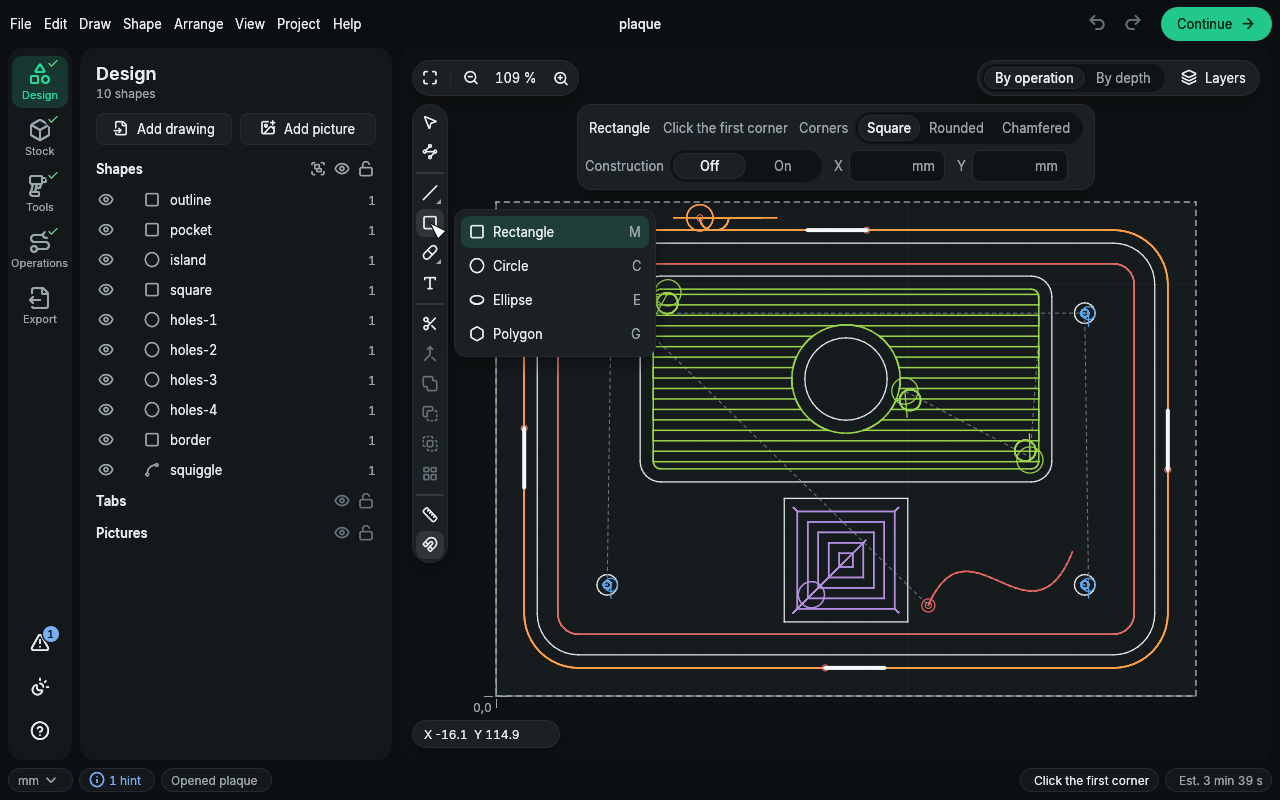 File Edit Draw Shape Arrange View Project Help
plaque
Continue
Design
Stock
Tools
Operations
Export
1
Design
10 shapes
Add drawing
Add picture
Shapes
outline 1
pocket 1
island 1
square 1
holes-1 1
holes-2 1
holes-3 1
holes-4 1
border 1
squiggle 1
Tabs
Pictures
109 %
By operation By depth
Layers
Rectangle Click the first corner Corners Square Rounded Chamfered
Construction Off On X mm Y mm
Rectangle M
Circle C
Ellipse E
Polygon G
0,0
X -16.1 Y 114.9
mm
1 hint
Opened plaque
Click the first corner
Est. 3 min 39 s